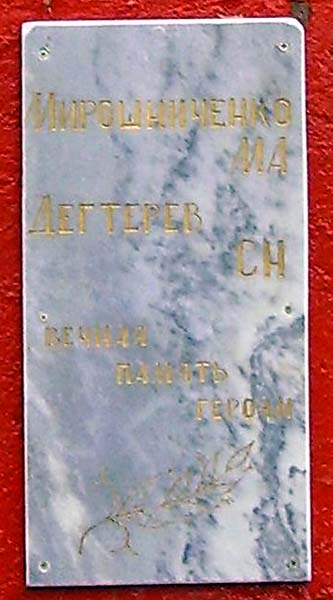 Мирошниченко
МА
Дегтерев
СН
вечная
память
героям